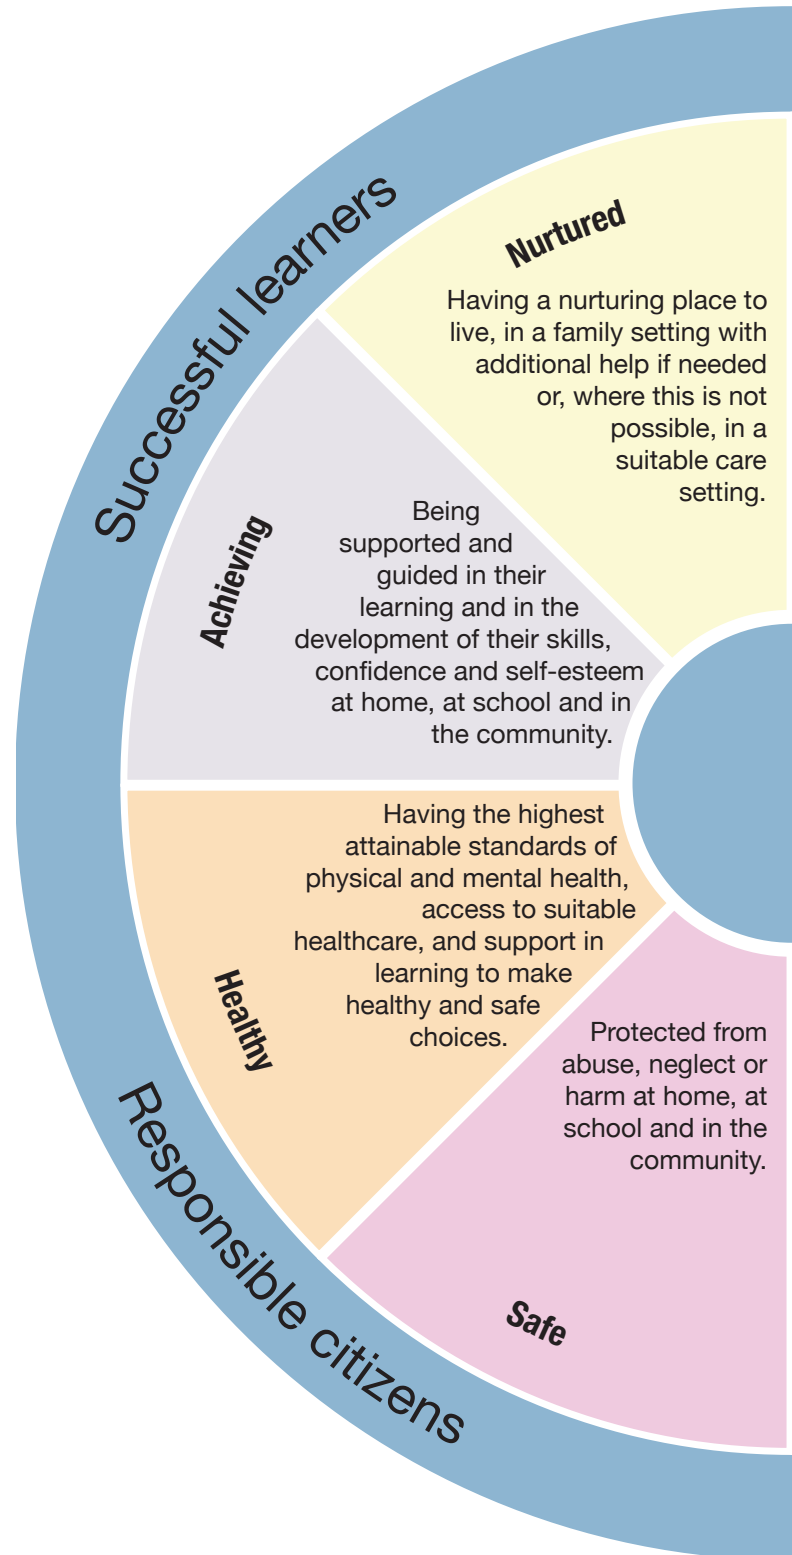 Successful learners
Nurtured
Having a nurturing place to
live, in a family setting with
additional help if needed
or, where this is not
possible, in a
suitable care
setting.
Achieving
Being
supported and
guided in their
learning and in the
development of their skills,
confidence and self-esteem
at home, at school and in
the community.
Healthy
Having the highest
attainable standards of
physical and mental health,
access to suitable
healthcare, and support in
learning to make
healthy and safe
choices.
Protected from
abuse, neglect or
harm at home, at
school and in the
community.
Safe
Responsible citizens